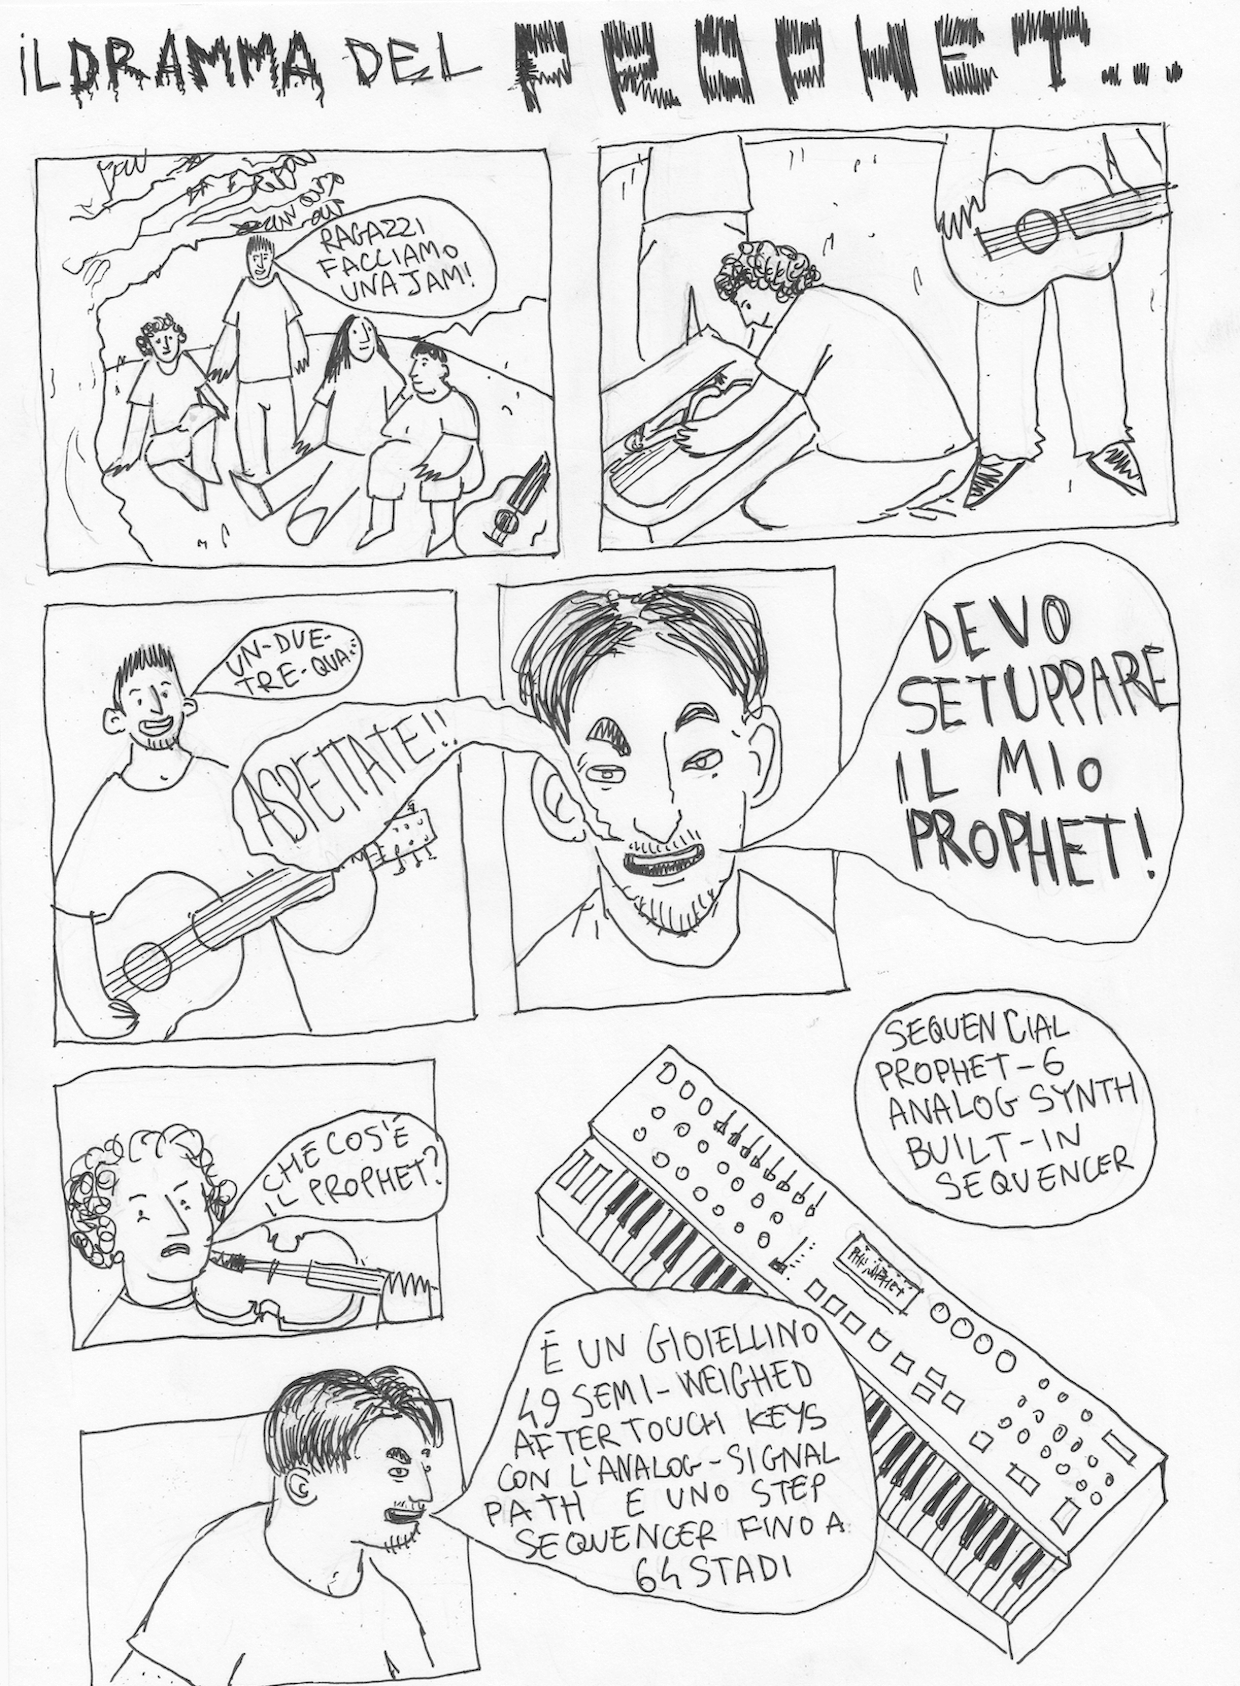 iL DRAMMA DEL PROPHET...
RAGAZZI
FACCIAMO
UNA JAM!
UN-DUE-
TRE-QUA...
ASPETTATE!!
DEVO
SETUPPARE
IL MIO
PROPHET!
CHE COS'È
IL PROPHET?
SEQUENCIAL
PROPHET-6
ANALOG SYNTH
BUILT-IN
SEQUENCER
È UN GIOIELLINO
49 SEMI-WEIGHED
AFTERTOUCH KEYS
CON L'ANALOG-SIGNAL
PATH E UNO STEP
SEQUENCER FINO A
64 STADI